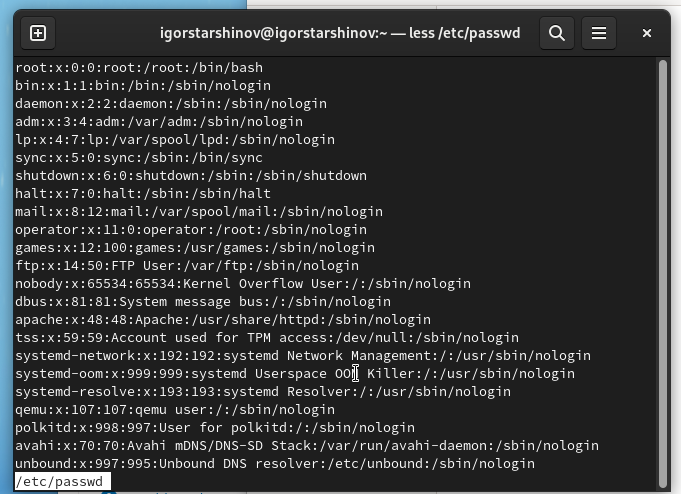 igorstarshinov@igorstarshinov:~ — less /etc/passwd
root:x:0:0:root:/root:/bin/bash
bin:x:1:1:bin:/bin:/sbin/nologin
daemon:x:2:2:daemon:/sbin:/sbin/nologin
adm:x:3:4:adm:/var/adm:/sbin/nologin
lp:x:4:7:lp:/var/spool/lpd:/sbin/nologin
sync:x:5:0:sync:/sbin:/bin/sync
shutdown:x:6:0:shutdown:/sbin:/sbin/shutdown
halt:x:7:0:halt:/sbin:/sbin/halt
mail:x:8:12:mail:/var/spool/mail:/sbin/nologin
operator:x:11:0:operator:/root:/sbin/nologin
games:x:12:100:games:/usr/games:/sbin/nologin
ftp:x:14:50:FTP User:/var/ftp:/sbin/nologin
nobody:x:65534:65534:Kernel Overflow User:/:/sbin/nologin
dbus:x:81:81:System message bus:/:/sbin/nologin
apache:x:48:48:Apache:/usr/share/httpd:/sbin/nologin
tss:x:59:59:Account used for TPM access:/dev/null:/sbin/nologin
systemd-network:x:192:192:systemd Network Management:/:/usr/sbin/nologin
systemd-oom:x:999:999:systemd Userspace OOM Killer:/:/usr/sbin/nologin
systemd-resolve:x:193:193:systemd Resolver:/:/usr/sbin/nologin
qemu:x:107:107:qemu user:/:/sbin/nologin
polkitd:x:998:997:User for polkitd:/:/sbin/nologin
avahi:x:70:70:Avahi mDNS/DNS-SD Stack:/var/run/avahi-daemon:/sbin/nologin
unbound:x:997:995:Unbound DNS resolver:/etc/unbound:/sbin/nologin
/etc/passwd